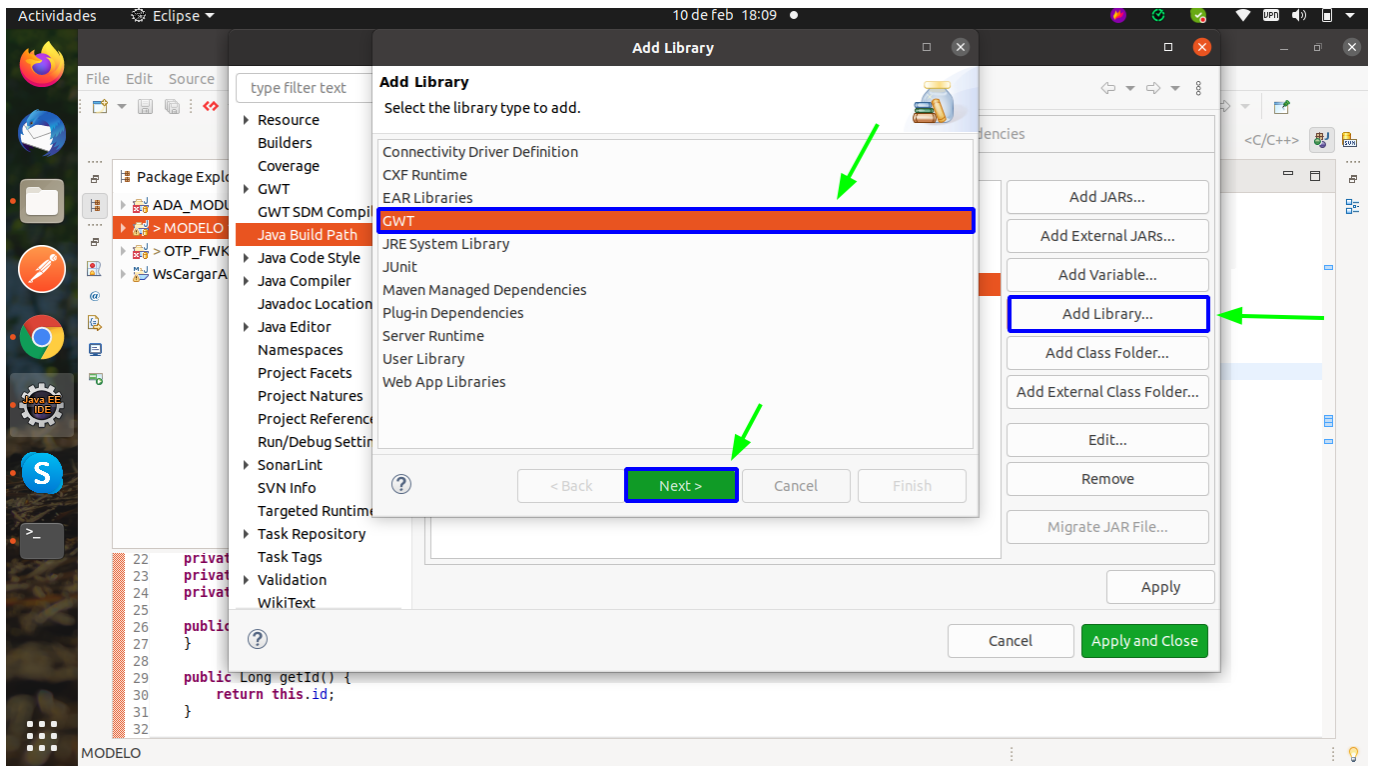 Actividades
Eclipse
10 de feb 18:09
VPN
Add Library
File Edit Source
type filter text
Add Library
Select the library type to add.
Resource
Builders
Coverage
GWT
GWT SDM Compil
Java Build Path
Java Code Style
Java Compiler
Javadoc Location
Java Editor
Namespaces
Project Facets
Project Natures
Project Reference
Run/Debug Settin
SonarLint
SVN Info
Targeted Runtime
Task Repository
Task Tags
Validation
WikiText
Package Explo
ADA_MODU
> MODELO
> OTP_FWK
WsCargarA
Connectivity Driver Definition
CXF Runtime
EAR Libraries
GWT
JRE System Library
JUnit
Maven Managed Dependencies
Plug-in Dependencies
Server Runtime
User Library
Web App Libraries
< Back
Next >
Cancel
Finish
dencies
<C/C++>
Add JARs...
Add External JARs...
Add Variable...
Add Library...
Add Class Folder...
Add External Class Folder...
Edit...
Remove
Migrate JAR File...
Apply
Cancel
Apply and Close
Java EE
IDE
22 privat
23 privat
24 privat
25
26 public
27 }
28
29 public Long getId() {
30 return this.id;
31 }
32
MODELO